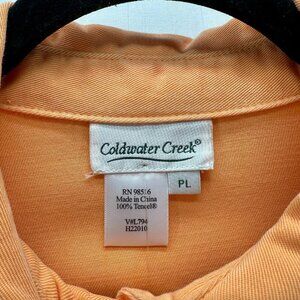 Coldwater Creek®
PL
RN 98516
Made in China
100% Tencel®
V#L794
H22010